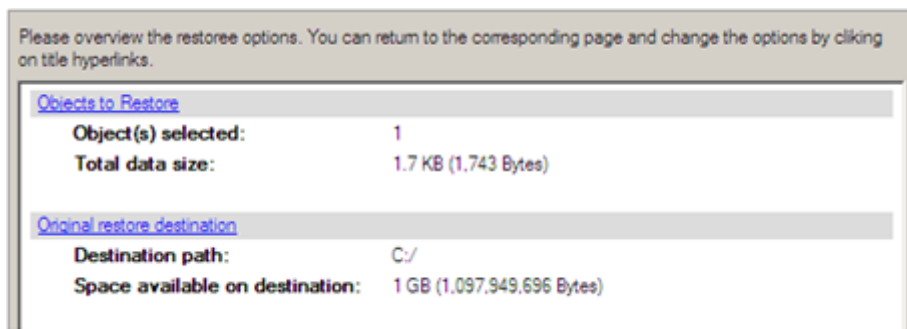 Please overview the restoree options. You can return to the corresponding page and change the options by cliking
on title hyperlinks.
Objects to Restore
Object(s) selected: 1
Total data size: 1.7 KB (1,743 Bytes)
Original restore destination
Destination path: C:/
Space available on destination: 1 GB (1,097,949,696 Bytes)